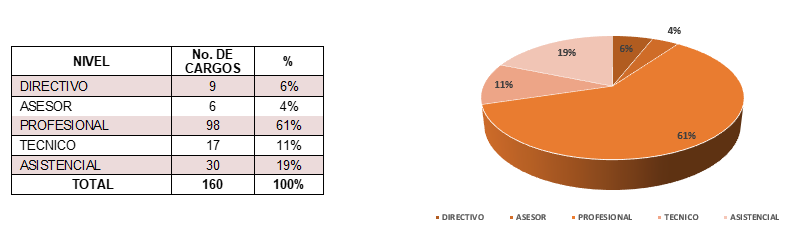 NIVEL No. DE CARGOS %
DIRECTIVO 9 6%
ASESOR 6 4%
PROFESIONAL 98 61%
TECNICO 17 11%
ASISTENCIAL 30 19%
TOTAL 160 100%
4%
6%
19%
11%
61%
DIRECTIVO ASESOR PROFESIONAL TECNICO ASISTENCIAL